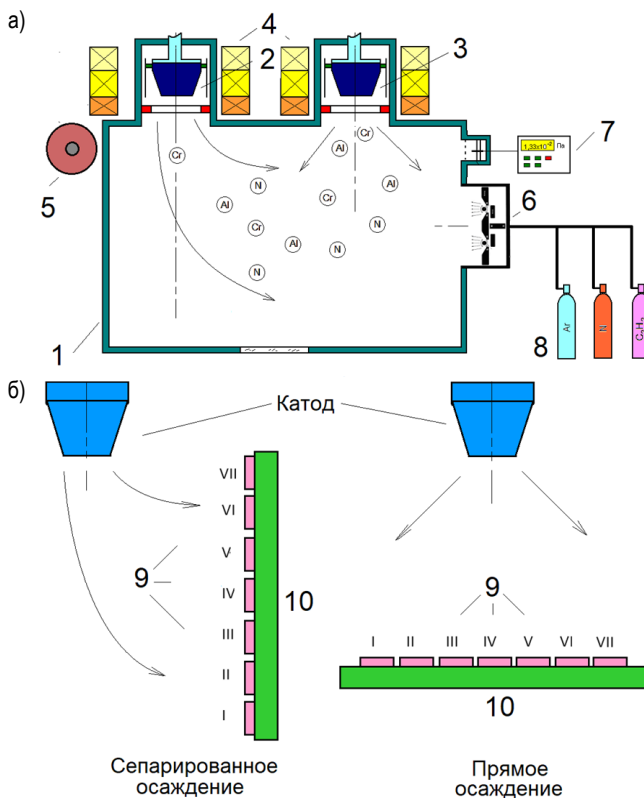 а)
4
2
3
5
1,33x10⁻²
Па
7
Cr
Cr
Al
N
Al
Al
Cr
N
Al
N
N
6
1
8
Ar
N
C₂H₂
б)
Катод
VII
VI
V
IV
III
II
I
9
10
9
I II III IV V VI VII
10
Сепарированное
осаждение
Прямое
осаждение